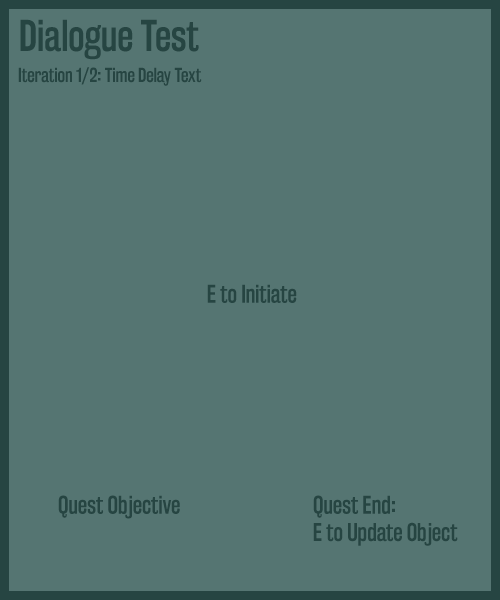 Dialogue Test
Iteration 1/2: Time Delay Text
E to Initiate
Quest Objective
Quest End:
E to Update Object